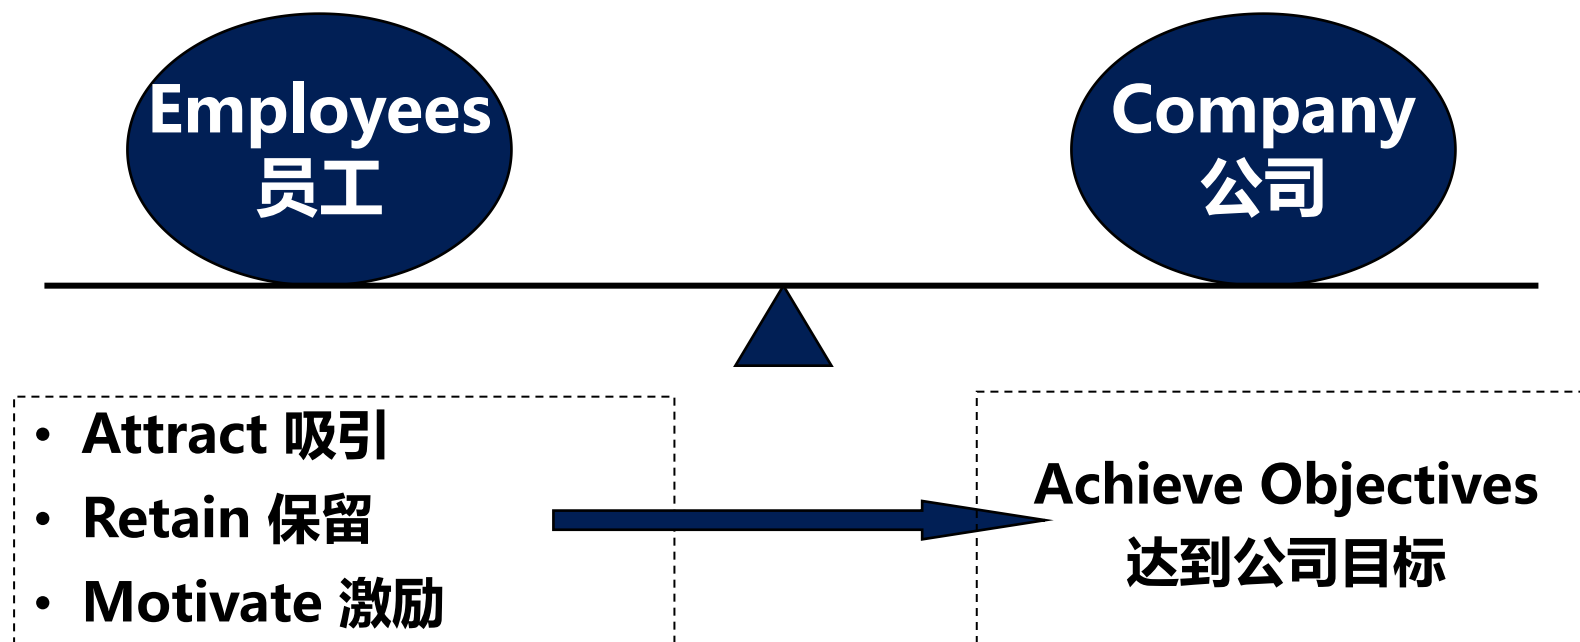 Employees
员工
Company
公司
• Attract 吸引
• Retain 保留
• Motivate 激励
Achieve Objectives
达到公司目标